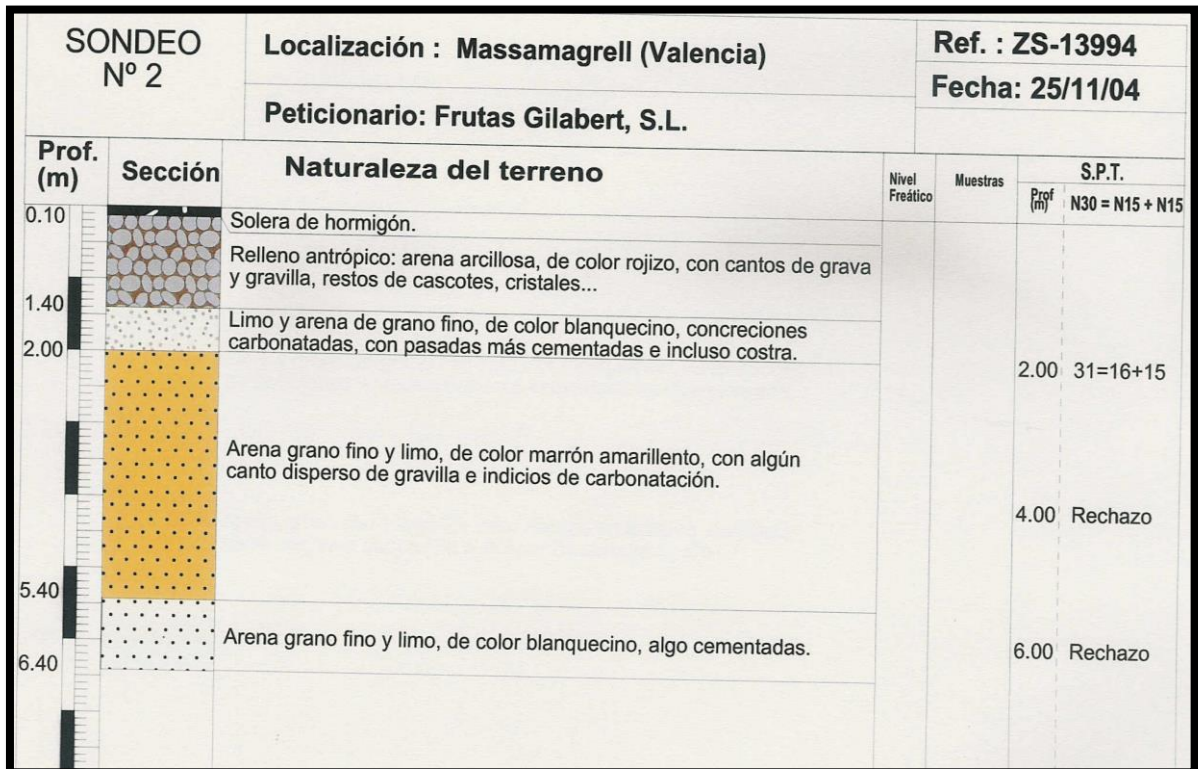 SONDEO
Nº 2
Localización : Massamagrell (Valencia)
Peticionario: Frutas Gilabert, S.L.
Ref. : ZS-13994
Fecha: 25/11/04
Prof.
(m)
Sección
Naturaleza del terreno
Nivel
Freático
Muestras
S.P.T.
Prof
(m)
N30 = N15 + N15
0.10
Solera de hormigón.
Relleno antrópico: arena arcillosa, de color rojizo, con cantos de grava
y gravilla, restos de cascotes, cristales...
1.40
Limo y arena de grano fino, de color blanquecino, concreciones
carbonatadas, con pasadas más cementadas e incluso costra.
2.00
2.00 31=16+15
Arena grano fino y limo, de color marrón amarillento, con algún
canto disperso de gravilla e indicios de carbonatación.
4.00 Rechazo
5.40
Arena grano fino y limo, de color blanquecino, algo cementadas.
6.00 Rechazo
6.40